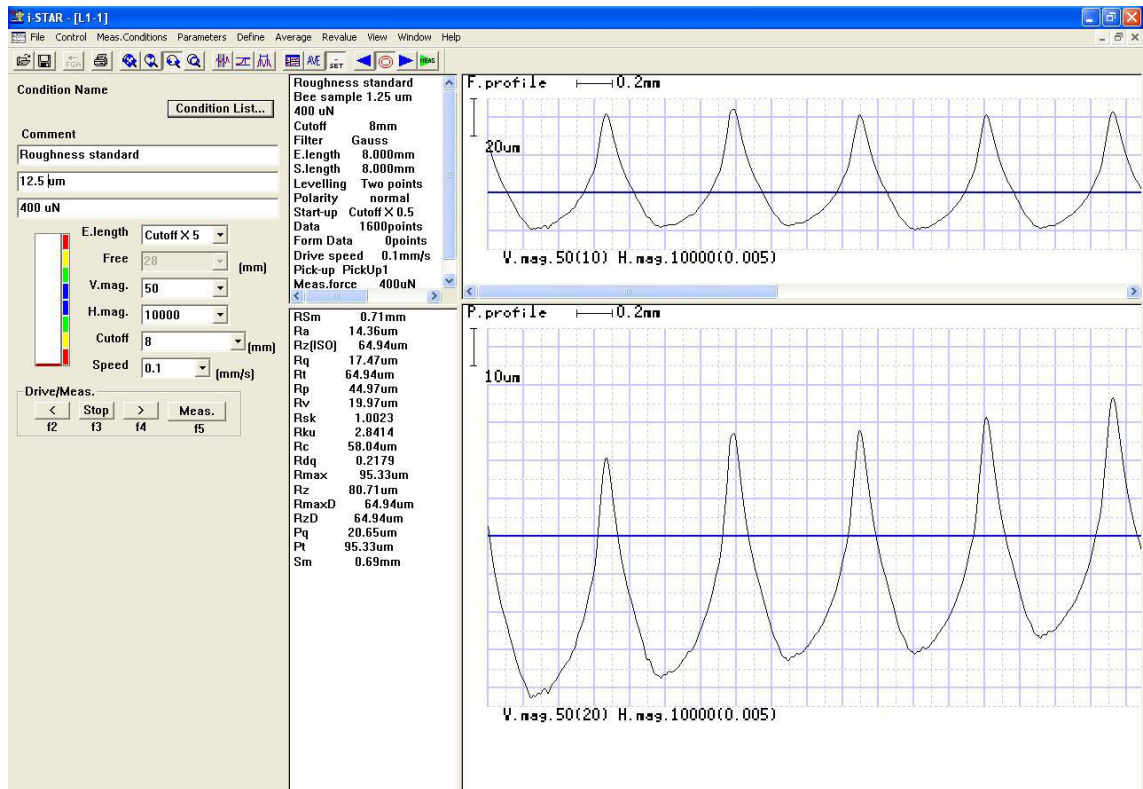 i-STAR - [L1-1]
File Control Meas.Conditions Parameters Define Average Revalue View Window Help
FGA AVE SET MEAS
Condition Name
Condition List...
Comment
Roughness standard
12.5 um
400 uN
E.length Cutoff X 5
Free 28 (mm)
V.mag. 50
H.mag. 10000
Cutoff 8 (mm)
Speed 0.1 (mm/s)
Drive/Meas.
< Stop > Meas.
f2 f3 f4 f5
Roughness standard
Bee sample 1.25 um
400 uN
Cutoff 8mm
Filter Gauss
E.length 8.000mm
S.length 8.000mm
Levelling Two points
Polarity normal
Start-up Cutoff X 0.5
Data 1600points
Form Data 0points
Drive speed 0.1mm/s
Pick-up PickUp1
Meas.force 400uN
RSm 0.71mm
Ra 14.36um
Rz(ISO) 64.94um
Rq 17.47um
Rt 64.94um
Rp 44.97um
Rv 19.97um
Rsk 1.0023
Rku 2.8414
Rc 58.04um
Rdq 0.2179
Rmax 95.33um
Rz 80.71um
RmaxD 64.94um
RzD 64.94um
Pq 20.65um
Pt 95.33um
Sm 0.69mm
F.profile 0.2mm
20um
V.mag.50(10) H.mag.10000(0.005)
P.profile 0.2mm
10um
V.mag.50(20) H.mag.10000(0.005)